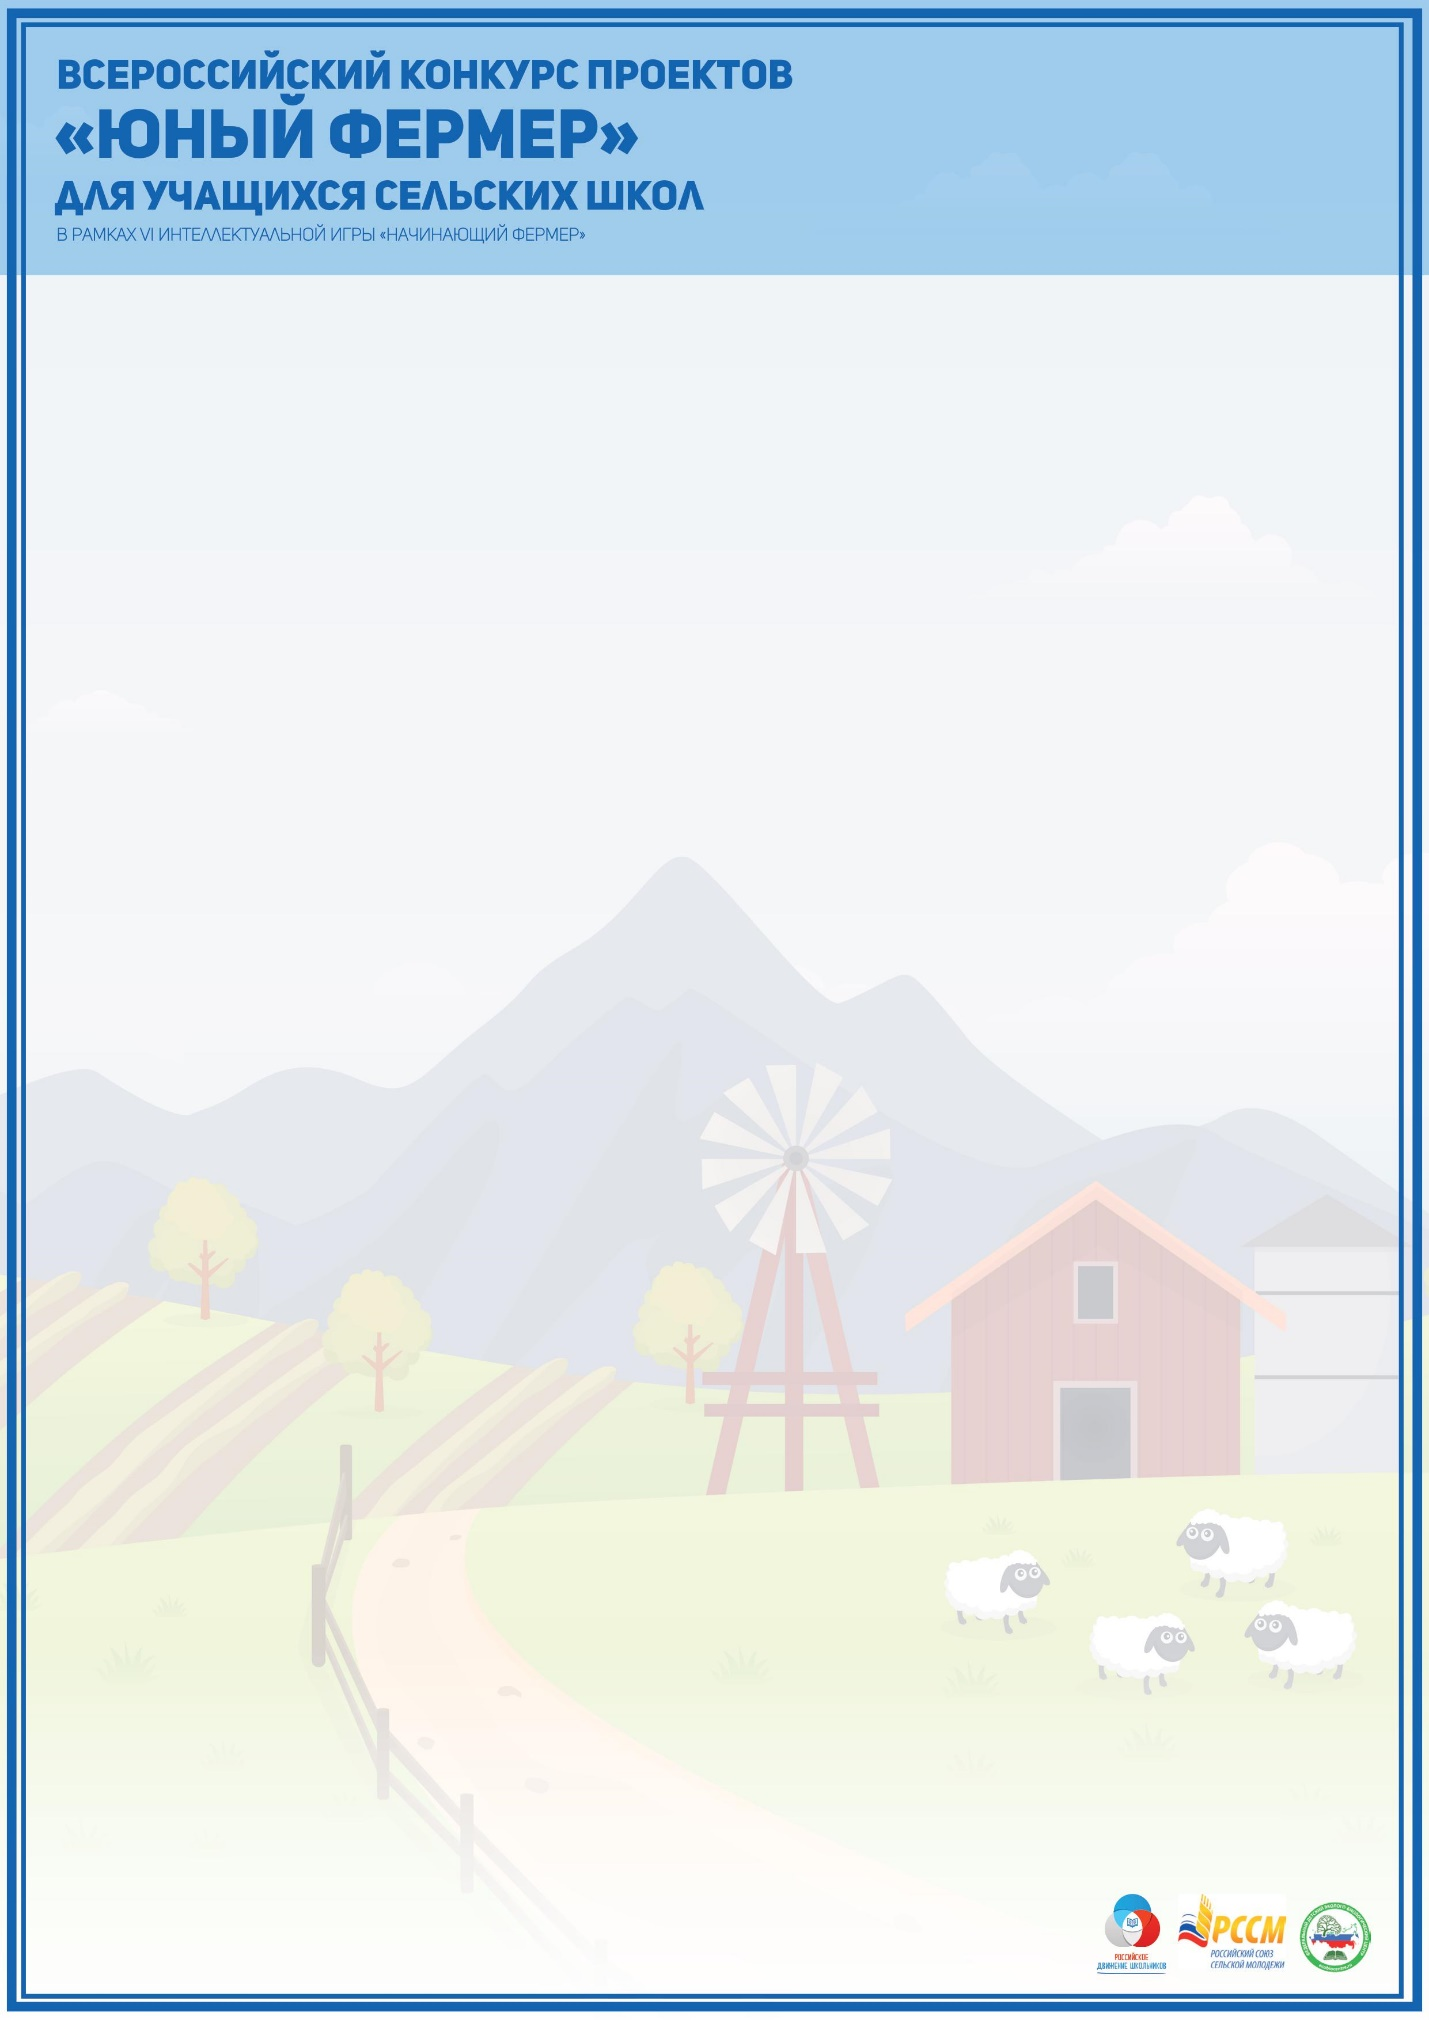 ВСЕРОССИЙСКИЙ КОНКУРС ПРОЕКТОВ
«ЮНЫЙ ФЕРМЕР»
ДЛЯ УЧАЩИХСЯ СЕЛЬСКИХ ШКОЛ
В РАМКАХ VI ИНТЕЛЛЕКТУАЛЬНОЙ ИГРЫ «НАЧИНАЮЩИЙ ФЕРМЕР»
РОССИЙСКОЕ
ДВИЖЕНИЕ ШКОЛЬНИКОВ
РССМ
РОССИЙСКИЙ СОЮЗ
СЕЛЬСКОЙ МОЛОДЕЖИ